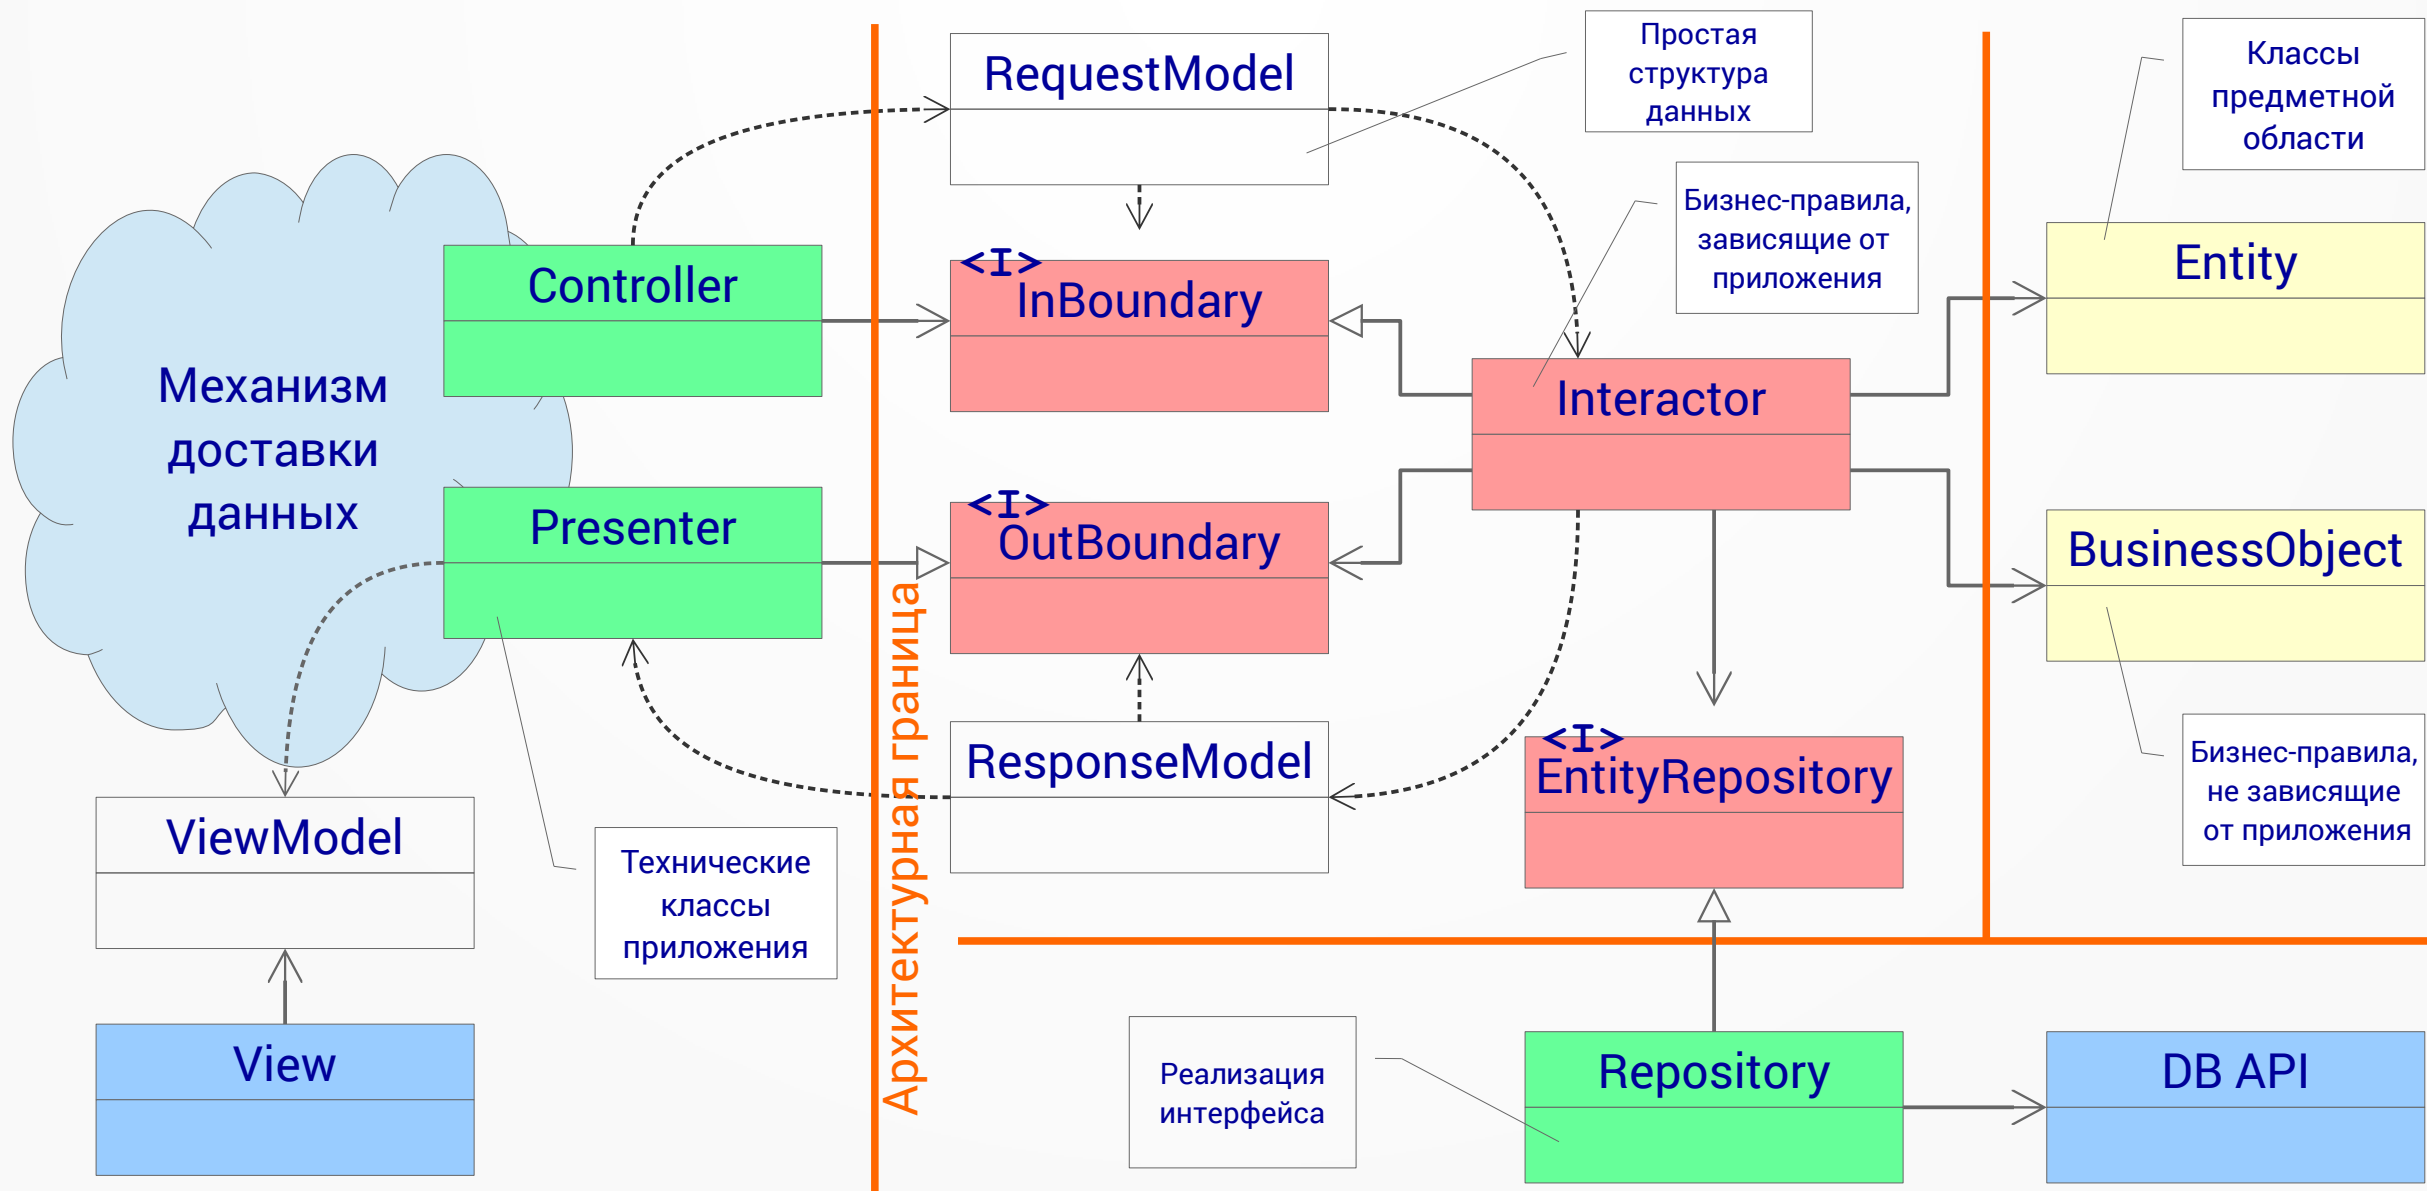 RequestModel
Простая
структура
данных
Классы
предметной
области
Бизнес-правила,
зависящие от
приложения
Controller
<I>
InBoundary
Entity
Механизм
доставки
данных
Interactor
Presenter
<I>
OutBoundary
BusinessObject
Архитектурная граница
ResponseModel
<I>
EntityRepository
Бизнес-правила,
не зависящие
от приложения
ViewModel
Технические
классы
приложения
View
Реализация
интерфейса
Repository
DB API